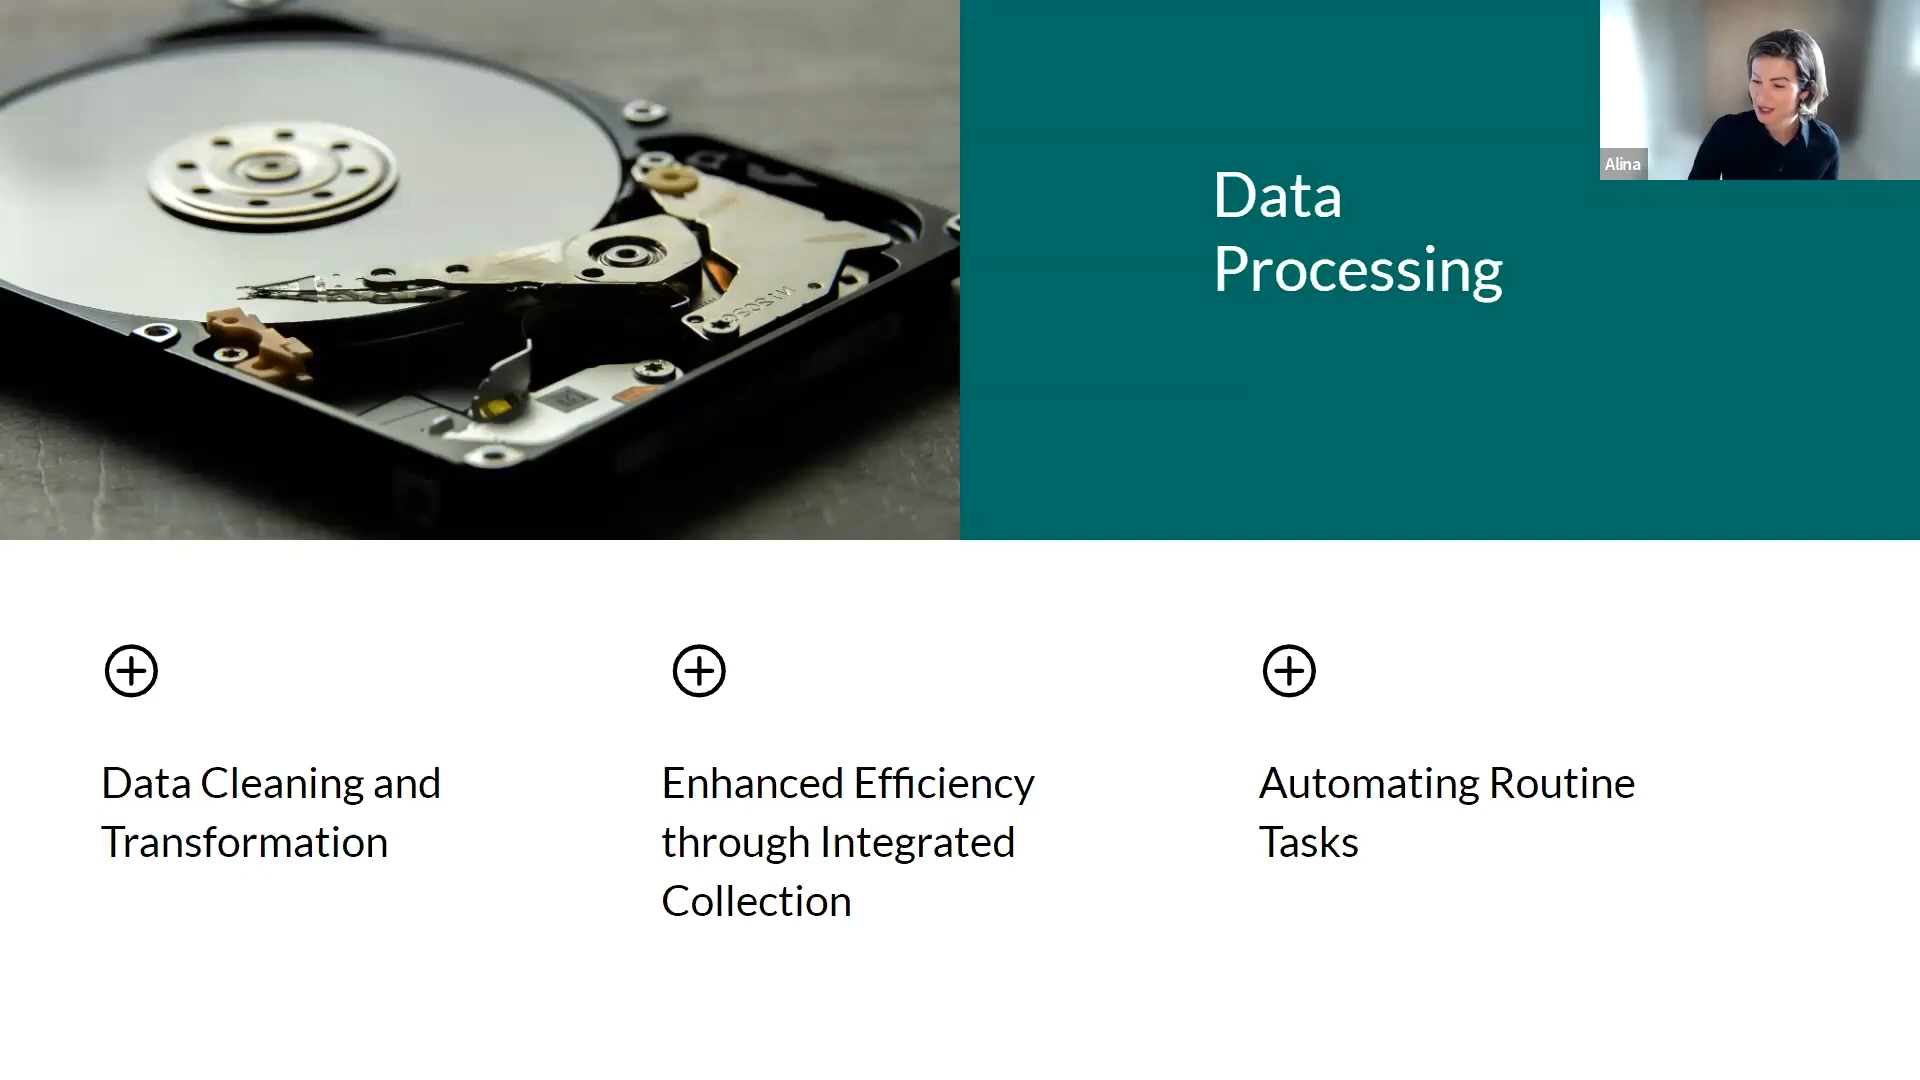 Data
Processing
Alina
Data Cleaning and
Transformation
Enhanced Efficiency
through Integrated
Collection
Automating Routine
Tasks